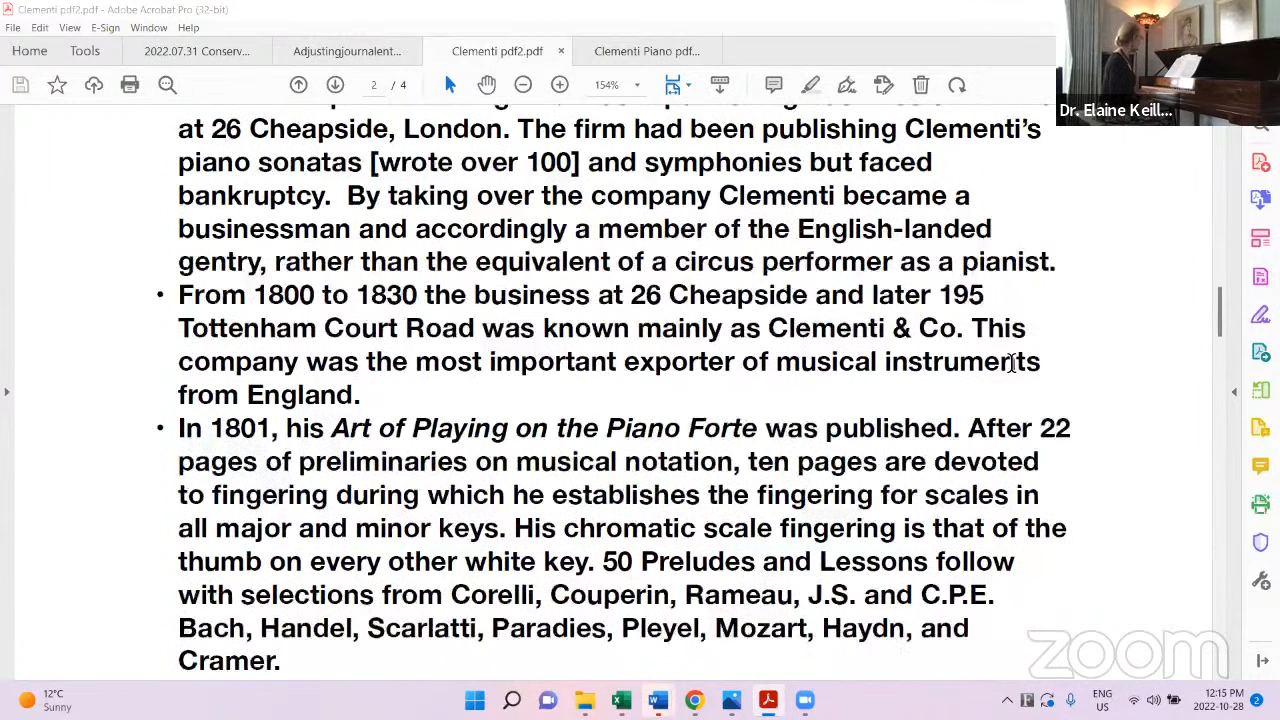 Clementi pdf2.pdf - Adobe Acrobat Pro (32-bit)
File Edit View E-Sign Window Help
Home Tools 2022.07.31 Conserv... Adjustingjournalent... Clementi pdf2.pdf × Clementi Piano pdf...
2 / 4 154%
Dr. Elaine Keill...
at 26 Cheapside, London. The firm had been publishing Clementi’s
piano sonatas [wrote over 100] and symphonies but faced
bankruptcy. By taking over the company Clementi became a
businessman and accordingly a member of the English-landed
gentry, rather than the equivalent of a circus performer as a pianist.
• From 1800 to 1830 the business at 26 Cheapside and later 195
Tottenham Court Road was known mainly as Clementi & Co. This
company was the most important exporter of musical instruments
from England.
• In 1801, his Art of Playing on the Piano Forte was published. After 22
pages of preliminaries on musical notation, ten pages are devoted
to fingering during which he establishes the fingering for scales in
all major and minor keys. His chromatic scale fingering is that of the
thumb on every other white key. 50 Preludes and Lessons follow
with selections from Corelli, Couperin, Rameau, J.S. and C.P.E.
Bach, Handel, Scarlatti, Paradies, Pleyel, Mozart, Haydn, and
Cramer.
zoom
12°C
Sunny
ENG
US
12:15 PM
2022-10-28
2